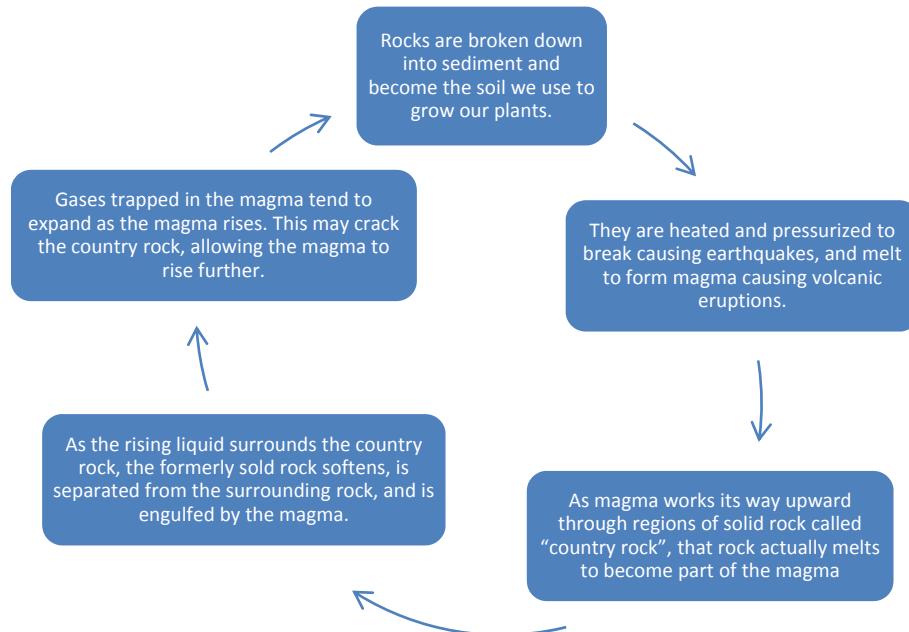 Rocks are broken down
into sediment and
become the soil we use to
grow our plants.
They are heated and pressurized to
break causing earthquakes, and melt
to form magma causing volcanic
eruptions.
As magma works its way upward
through regions of solid rock called
“country rock”, that rock actually melts
to become part of the magma
As the rising liquid surrounds the country
rock, the formerly sold rock softens, is
separated from the surrounding rock, and is
engulfed by the magma.
Gases trapped in the magma tend to
expand as the magma rises. This may crack
the country rock, allowing the magma to
rise further.